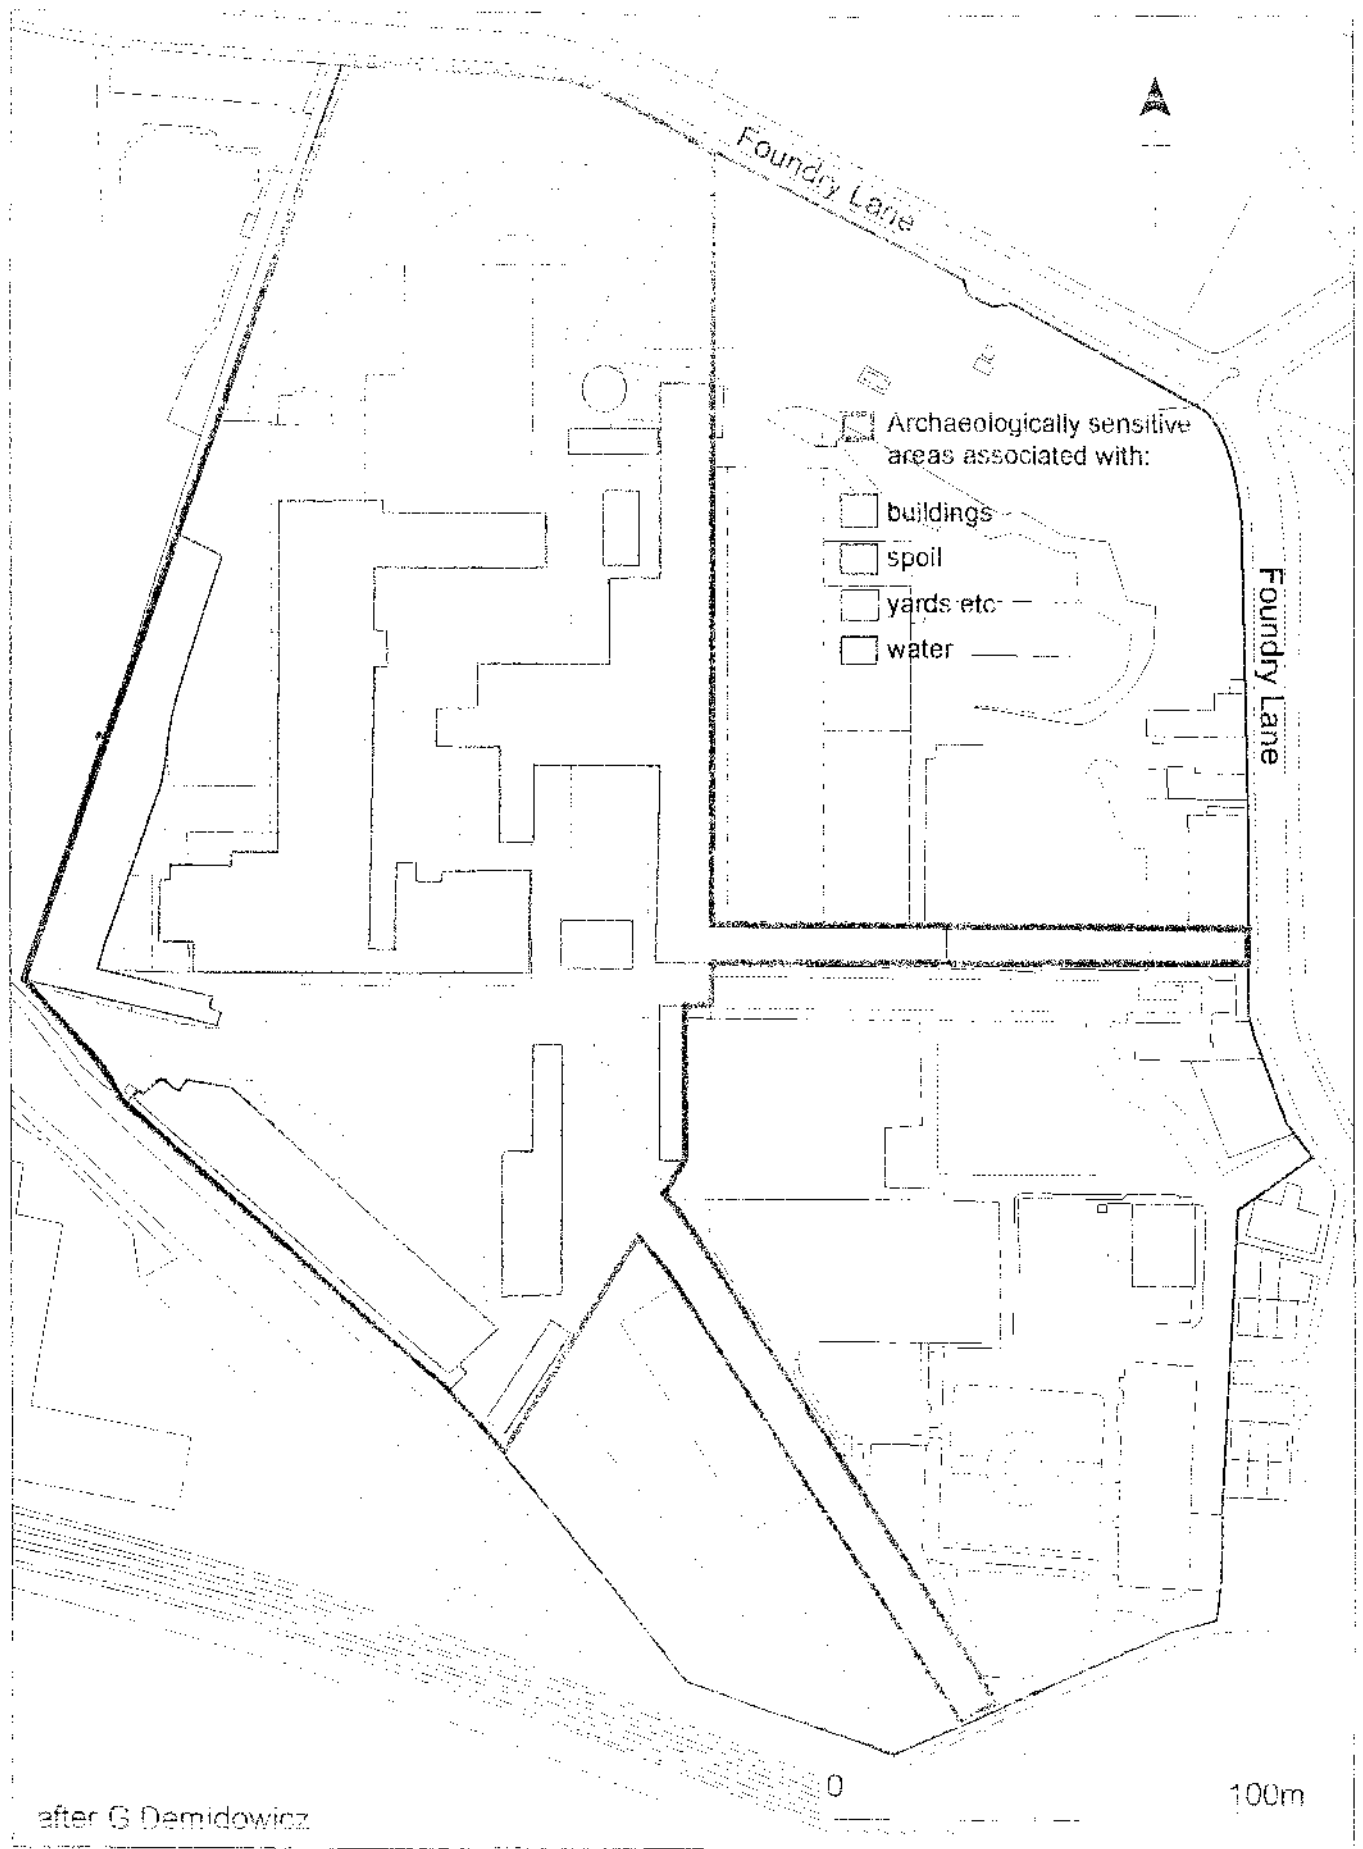 Foundry Lane
Archaeologically sensitive
areas associated with:
buildings
spoil
yards etc
water
Foundry Lane
0
100m
after G Demidowicz